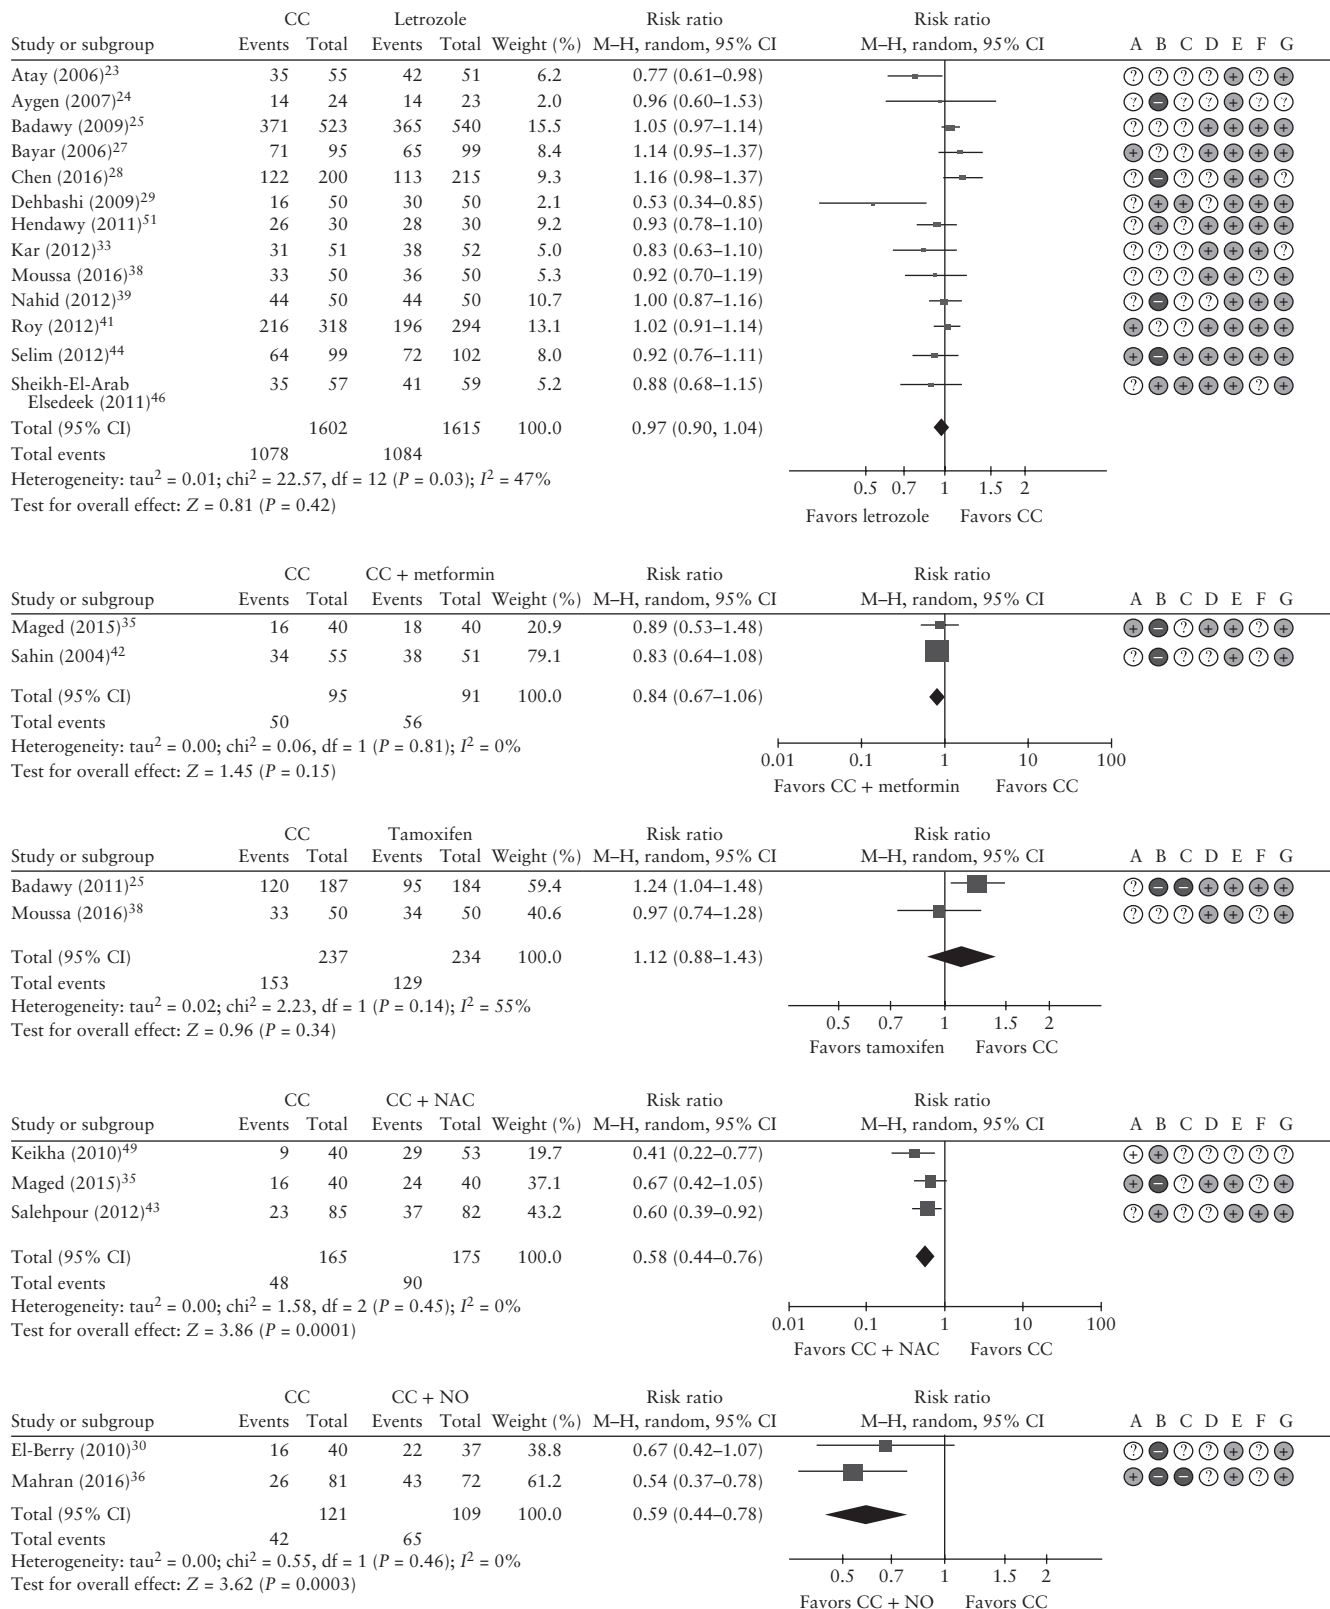 CC Letrozole Risk ratio Risk ratio
Study or subgroup Events Total Events Total Weight (%) M–H, random, 95% CI M–H, random, 95% CI A B C D E F G
Atay (2006)23 35 55 42 51 6.2 0.77 (0.61–0.98) ? ? ? ? + ? +
Aygen (2007)24 14 24 14 23 2.0 0.96 (0.60–1.53) ? – ? ? + ? ?
Badawy (2009)25 371 523 365 540 15.5 1.05 (0.97–1.14) ? ? ? + + + +
Bayar (2006)27 71 95 65 99 8.4 1.14 (0.95–1.37) + ? ? + + + +
Chen (2016)28 122 200 113 215 9.3 1.16 (0.98–1.37) ? – ? ? + + ?
Dehbashi (2009)29 16 50 30 50 2.1 0.53 (0.34–0.85) ? + + ? + + +
Hendawy (2011)51 26 30 28 30 9.2 0.93 (0.78–1.10) ? + ? + + + +
Kar (2012)33 31 51 38 52 5.0 0.83 (0.63–1.10) ? ? ? + + + ?
Moussa (2016)38 33 50 36 50 5.3 0.92 (0.70–1.19) ? ? ? + + ? +
Nahid (2012)39 44 50 44 50 10.7 1.00 (0.87–1.16) ? – ? ? + + +
Roy (2012)41 216 318 196 294 13.1 1.02 (0.91–1.14) + ? ? + + + +
Selim (2012)44 64 99 72 102 8.0 0.92 (0.76–1.11) + – + + + + +
Sheikh-El-Arab 35 57 41 59 5.2 0.88 (0.68–1.15) ? + + + + ? +
Elsedeek (2011)46
Total (95% CI) 1602 1615 100.0 0.97 (0.90, 1.04)
Total events 1078 1084
Heterogeneity: tau2 = 0.01; chi2 = 22.57, df = 12 (P = 0.03); I2 = 47%
0.5 0.7 1 1.5 2
Test for overall effect: Z = 0.81 (P = 0.42)
Favors letrozole Favors CC
CC CC + metformin Risk ratio Risk ratio
Study or subgroup Events Total Events Total Weight (%) M–H, random, 95% CI M–H, random, 95% CI A B C D E F G
Maged (2015)35 16 40 18 40 20.9 0.89 (0.53–1.48) + – ? + + ? +
Sahin (2004)42 34 55 38 51 79.1 0.83 (0.64–1.08) ? – ? ? + ? +
Total (95% CI) 95 91 100.0 0.84 (0.67–1.06)
Total events 50 56
Heterogeneity: tau2 = 0.00; chi2 = 0.06, df = 1 (P = 0.81); I2 = 0%
0.01 0.1 1 10 100
Test for overall effect: Z = 1.45 (P = 0.15)
Favors CC + metformin Favors CC
CC Tamoxifen Risk ratio Risk ratio
Study or subgroup Events Total Events Total Weight (%) M–H, random, 95% CI M–H, random, 95% CI A B C D E F G
Badawy (2011)25 120 187 95 184 59.4 1.24 (1.04–1.48) ? – – + + + +
Moussa (2016)38 33 50 34 50 40.6 0.97 (0.74–1.28) ? ? ? + + ? +
Total (95% CI) 237 234 100.0 1.12 (0.88–1.43)
Total events 153 129
Heterogeneity: tau2 = 0.02; chi2 = 2.23, df = 1 (P = 0.14); I2 = 55%
0.5 0.7 1 1.5 2
Test for overall effect: Z = 0.96 (P = 0.34)
Favors tamoxifen Favors CC
CC CC + NAC Risk ratio Risk ratio
Study or subgroup Events Total Events Total Weight (%) M–H, random, 95% CI M–H, random, 95% CI A B C D E F G
Keikha (2010)49 9 40 29 53 19.7 0.41 (0.22–0.77) + + ? ? ? ? ?
Maged (2015)35 16 40 24 40 37.1 0.67 (0.42–1.05) + – ? + + ? +
Salehpour (2012)43 23 85 37 82 43.2 0.60 (0.39–0.92) ? + ? ? + + +
Total (95% CI) 165 175 100.0 0.58 (0.44–0.76)
Total events 48 90
Heterogeneity: tau2 = 0.00; chi2 = 1.58, df = 2 (P = 0.45); I2 = 0%
0.01 0.1 1 10 100
Test for overall effect: Z = 3.86 (P = 0.0001)
Favors CC + NAC Favors CC
CC CC + NO Risk ratio Risk ratio
Study or subgroup Events Total Events Total Weight (%) M–H, random, 95% CI M–H, random, 95% CI A B C D E F G
El-Berry (2010)30 16 40 22 37 38.8 0.67 (0.42–1.07) ? – ? ? + ? +
Mahran (2016)36 26 81 43 72 61.2 0.54 (0.37–0.78) + – – ? + ? +
Total (95% CI) 121 109 100.0 0.59 (0.44–0.78)
Total events 42 65
Heterogeneity: tau2 = 0.00; chi2 = 0.55, df = 1 (P = 0.46); I2 = 0%
0.5 0.7 1 1.5 2
Test for overall effect: Z = 3.62 (P = 0.0003)
Favors CC + NO Favors CC